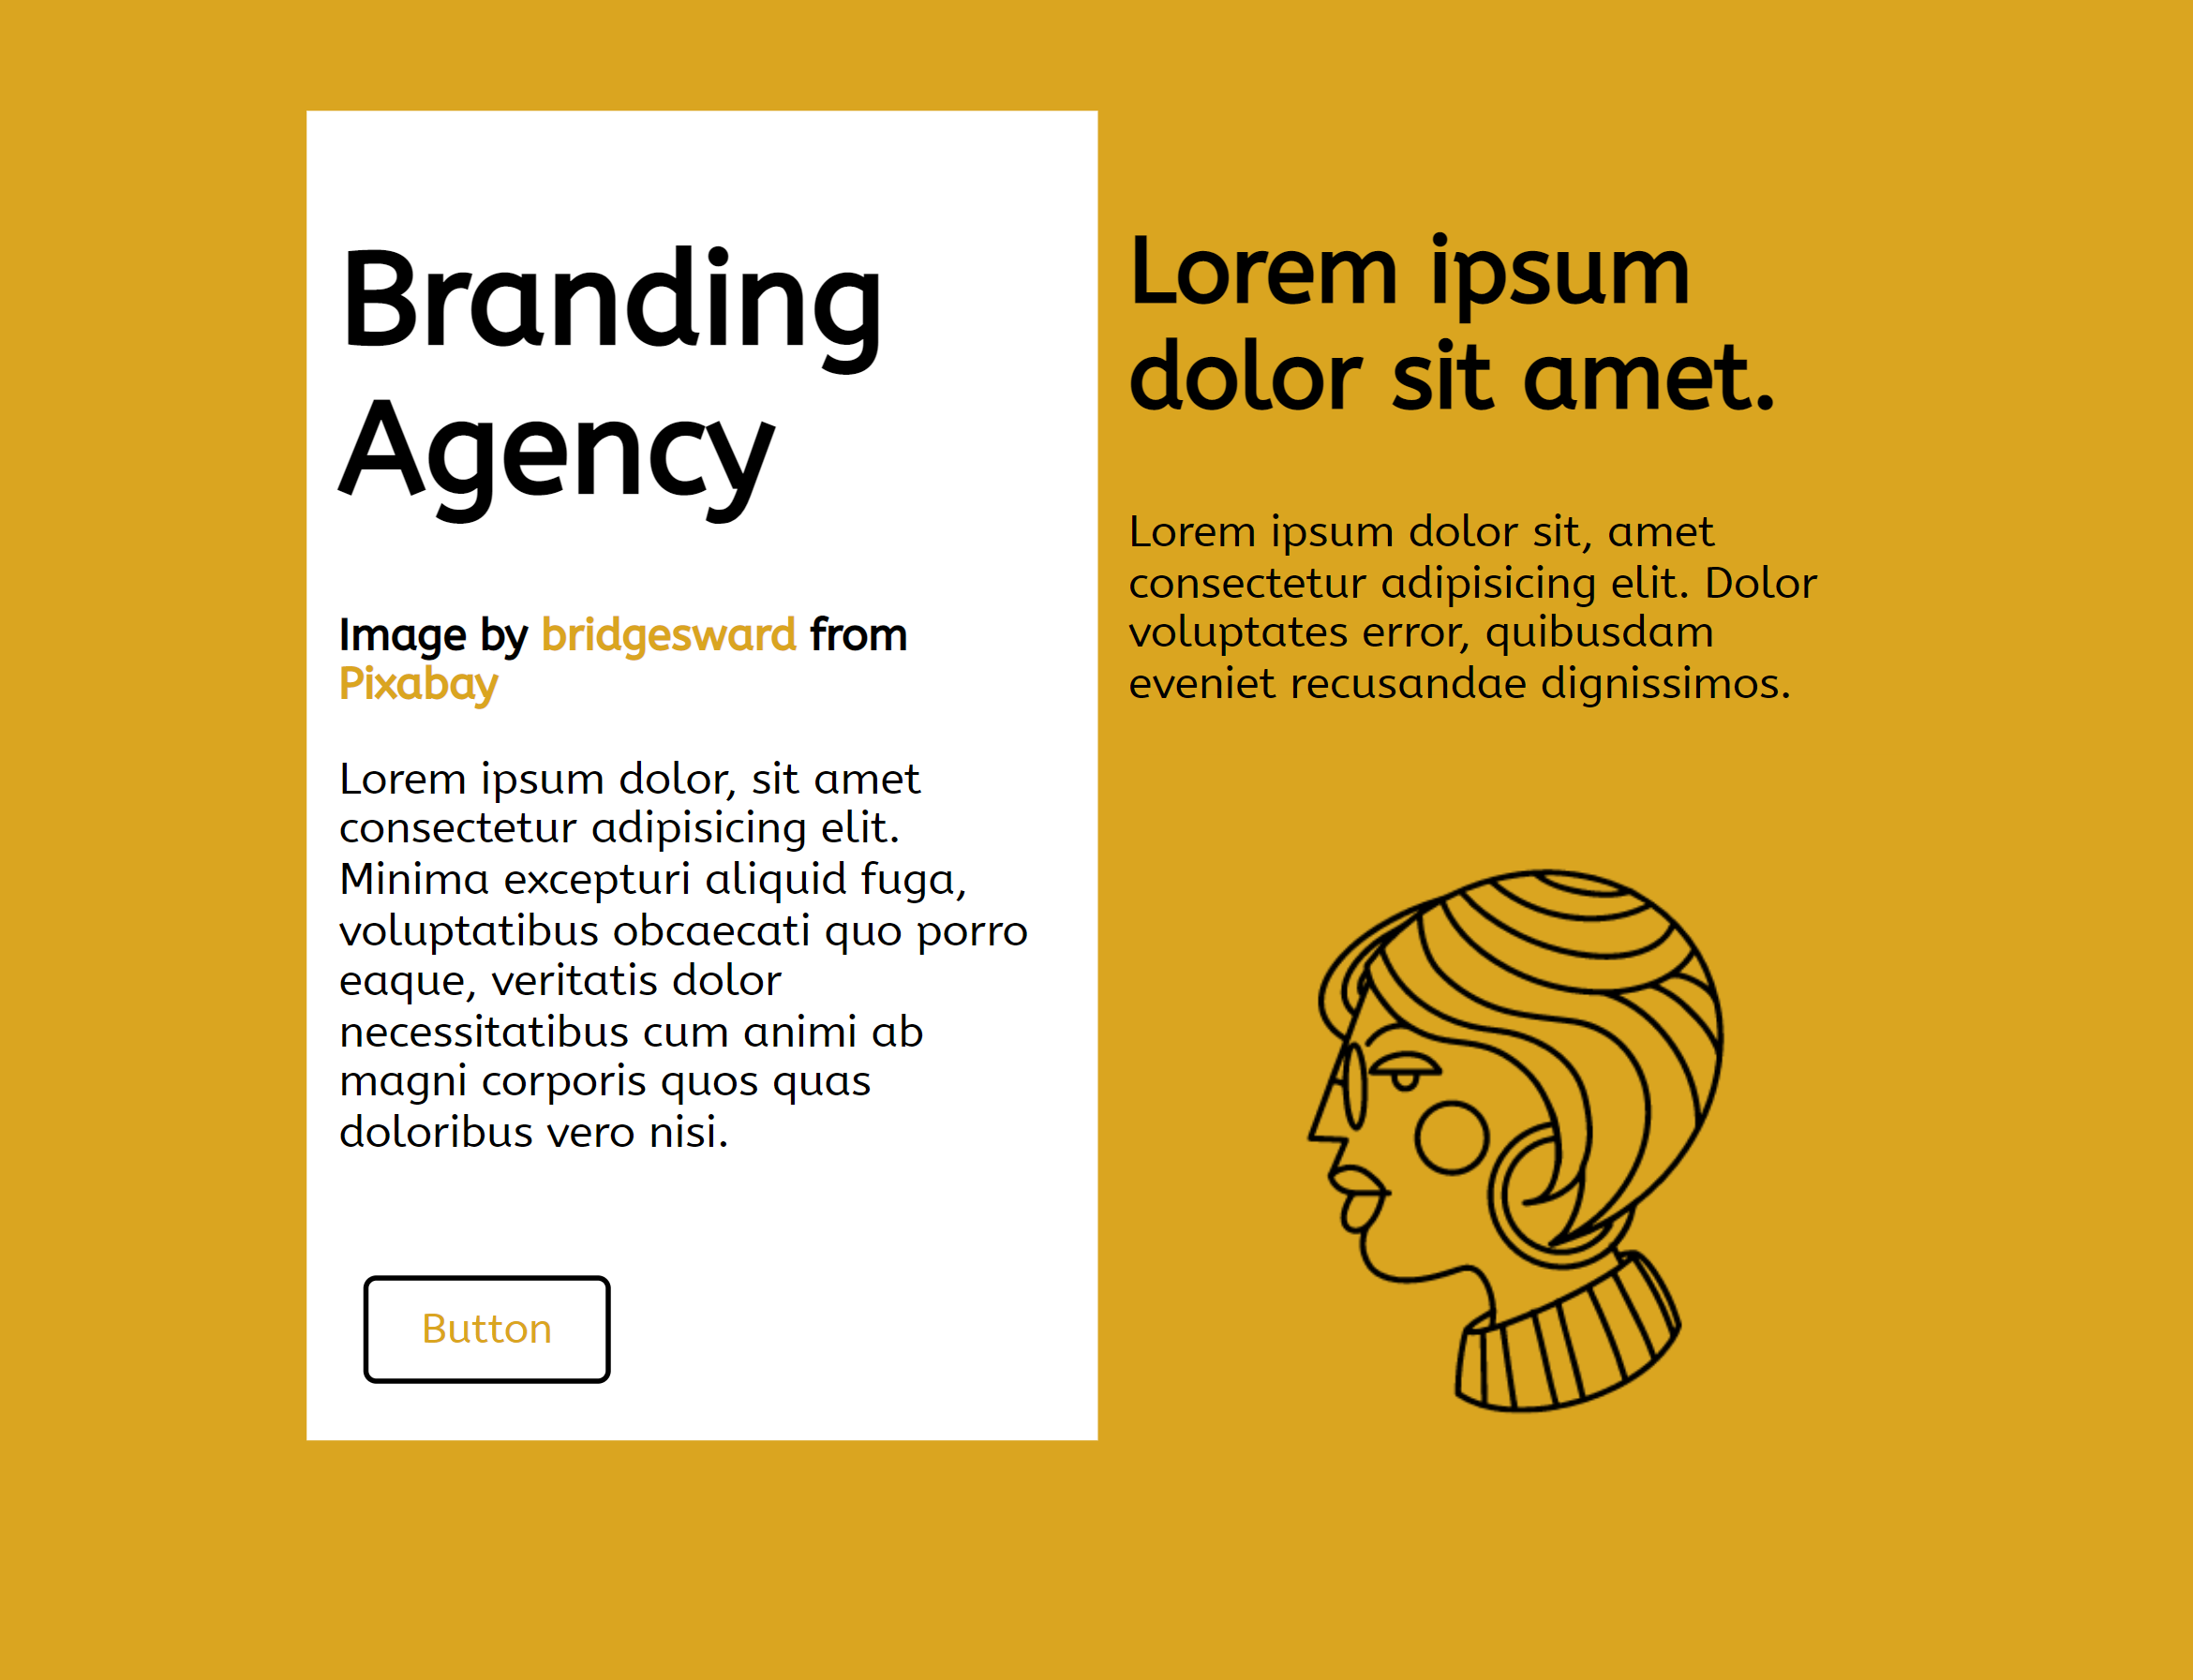 Branding
Agency
Image by bridgesward from
Pixabay
Lorem ipsum dolor, sit amet
consectetur adipisicing elit.
Minima excepturi aliquid fuga,
voluptatibus obcaecati quo porro
eaque, veritatis dolor
necessitatibus cum animi ab
magni corporis quos quas
doloribus vero nisi.
Button
Lorem ipsum
dolor sit amet.
Lorem ipsum dolor sit, amet
consectetur adipisicing elit. Dolor
voluptates error, quibusdam
eveniet recusandae dignissimos.